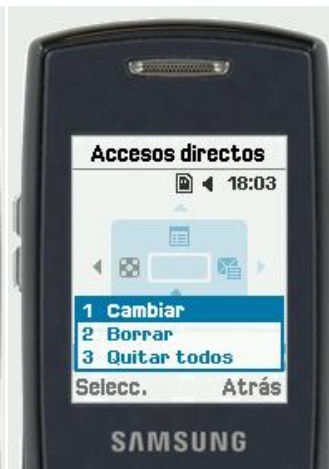 Accesos directos
18:03
1 Cambiar
2 Borrar
3 Quitar todos
Selecc. Atrás
SAMSUNG